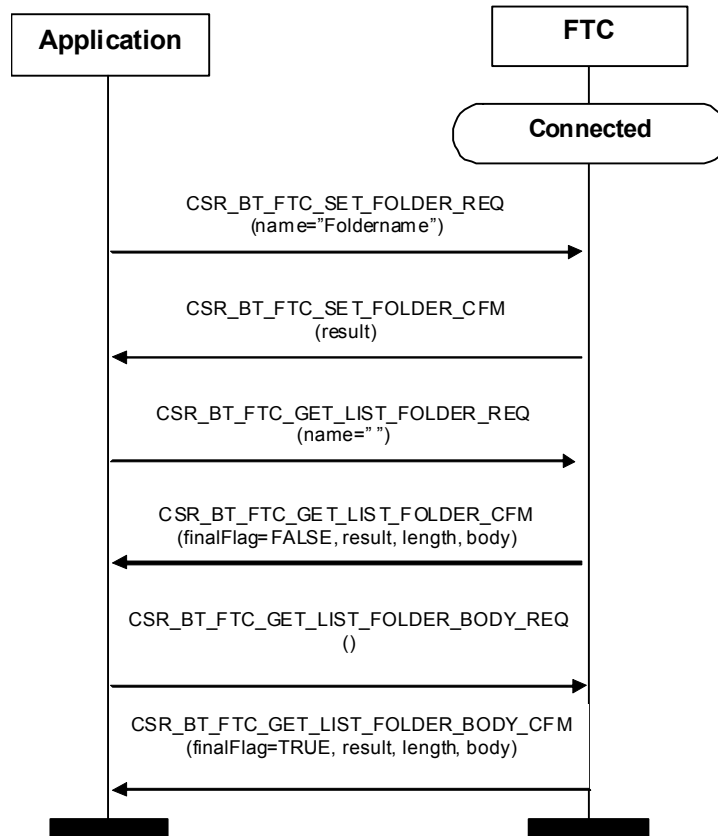 Application
FTC
Connected
CSR_BT_FTC_SET_FOLDER_REQ
(name=”Foldername”)
CSR_BT_FTC_SET_FOLDER_CFM
(result)
CSR_BT_FTC_GET_LIST_FOLDER_REQ
(name=” ”)
CSR_BT_FTC_GET_LIST_FOLDER_CFM
(finalFlag=FALSE, result, length, body)
CSR_BT_FTC_GET_LIST_FOLDER_BODY_REQ
()
CSR_BT_FTC_GET_LIST_FOLDER_BODY_CFM
(finalFlag=TRUE, result, length, body)